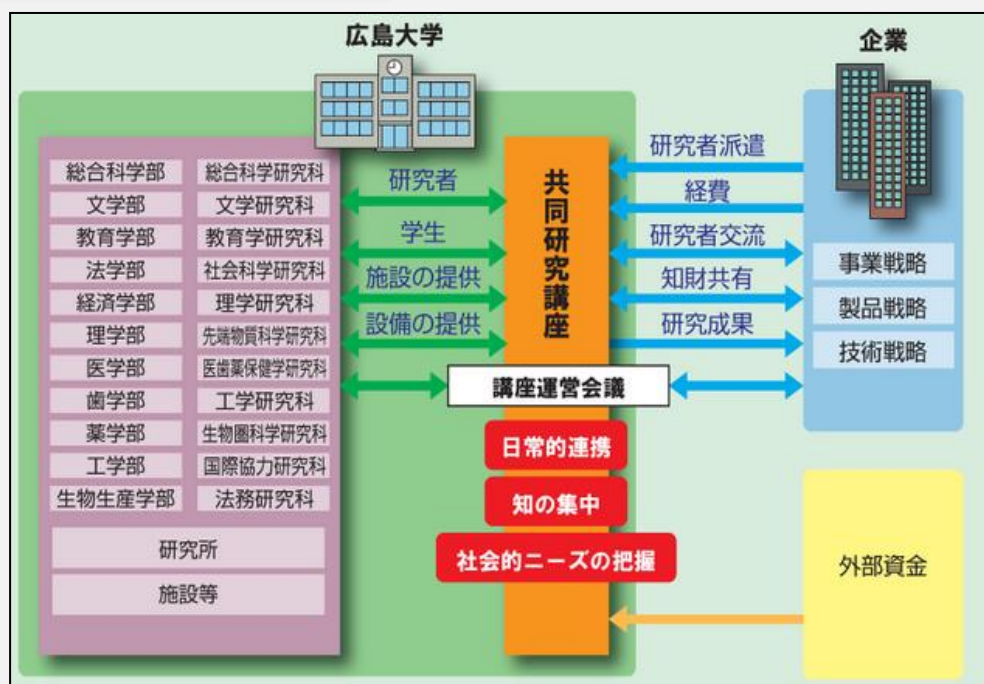 広島大学
企業
総合科学部
総合科学研究科
文学部
文学研究科
教育学部
教育学研究科
法学部
社会科学研究科
経済学部
理学研究科
理学部
先端物質科学研究科
医学部
医歯薬保健学研究科
歯学部
工学研究科
薬学部
生物圏科学研究科
工学部
国際協力研究科
生物生産学部
法務研究科
研究所
施設等
研究者
学生
施設の提供
設備の提供
共同研究講座
講座運営会議
日常的連携
知の集中
社会的ニーズの把握
研究者派遣
経費
研究者交流
知財共有
研究成果
事業戦略
製品戦略
技術戦略
外部資金